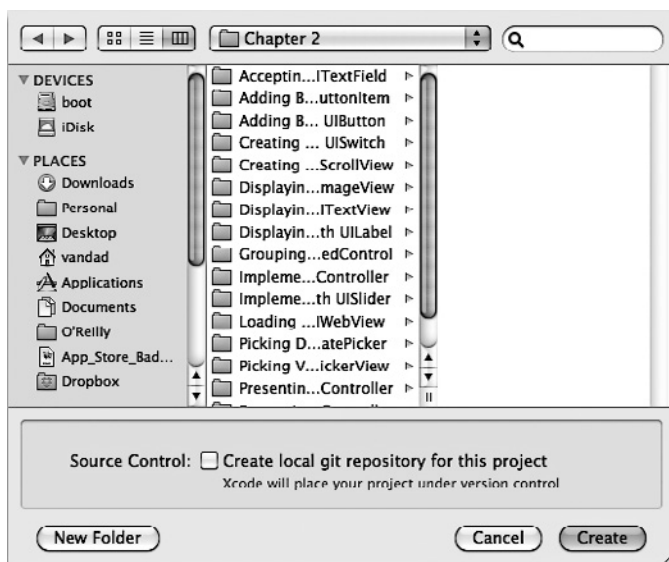 Chapter 2
DEVICES
boot
iDisk
PLACES
Downloads
Personal
Desktop
vandad
Applications
Documents
O'Reilly
App_Store_Bad...
Dropbox
Acceptin...ITextField
Adding B...uttonItem
Adding B... UIButton
Creating ... UISwitch
Creating ...ScrollView
Displayin...mageView
Displayin...ITextView
Displayin...th UILabel
Grouping...edControl
Impleme...Controller
Impleme...th UISlider
Loading ...IWebView
Picking D...atePicker
Picking V...ickerView
Presentin...Controller
Source Control: Create local git repository for this project
Xcode will place your project under version control
New Folder
Cancel
Create